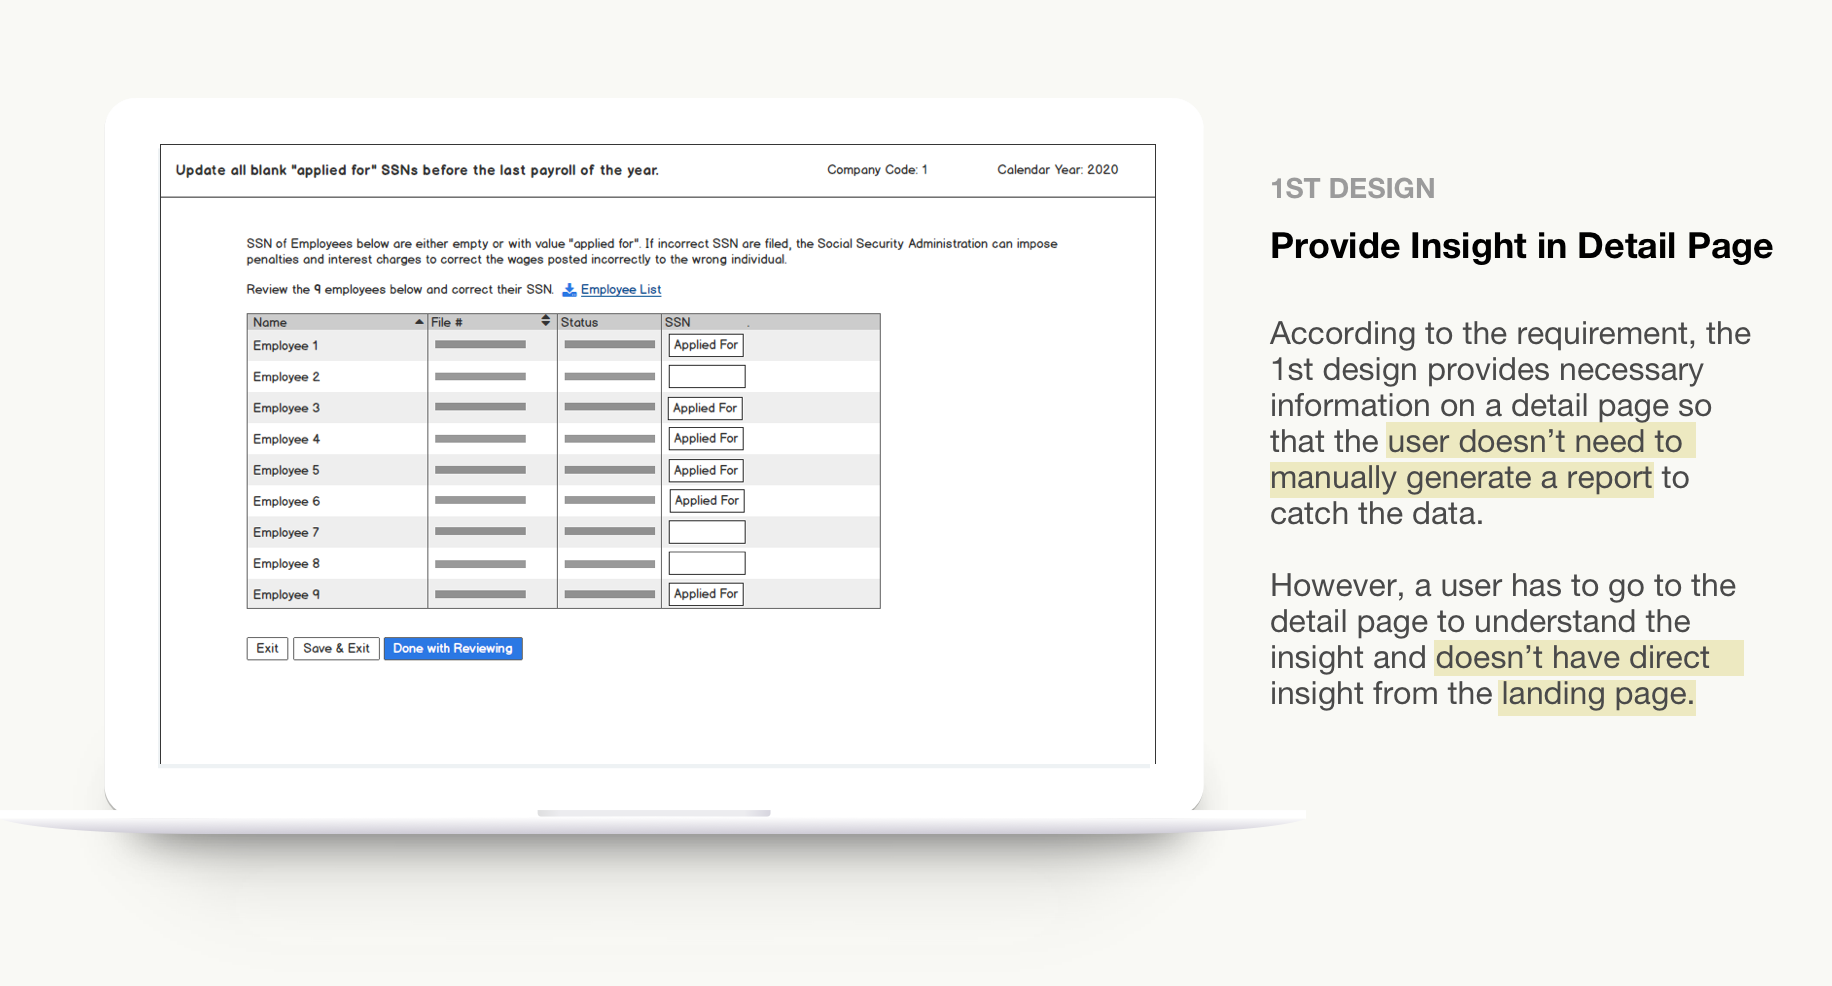 Update all blank "applied for" SSNs before the last payroll of the year.
Company Code: 1
Calendar Year: 2020
SSN of Employees below are either empty or with value "applied for". If incorrect SSN are filed, the Social Security Administration can impose
penalties and interest charges to correct the wages posted incorrectly to the wrong individual.
Review the 9 employees below and correct their SSN. Employee List
Name File # Status SSN .
Employee 1 Applied For
Employee 2
Employee 3 Applied For
Employee 4 Applied For
Employee 5 Applied For
Employee 6 Applied For
Employee 7
Employee 8
Employee 9 Applied For
Exit Save & Exit Done with Reviewing
1ST DESIGN
Provide Insight in Detail Page
According to the requirement, the
1st design provides necessary
information on a detail page so
that the user doesn’t need to
manually generate a report to
catch the data.
However, a user has to go to the
detail page to understand the
insight and doesn’t have direct
insight from the landing page.